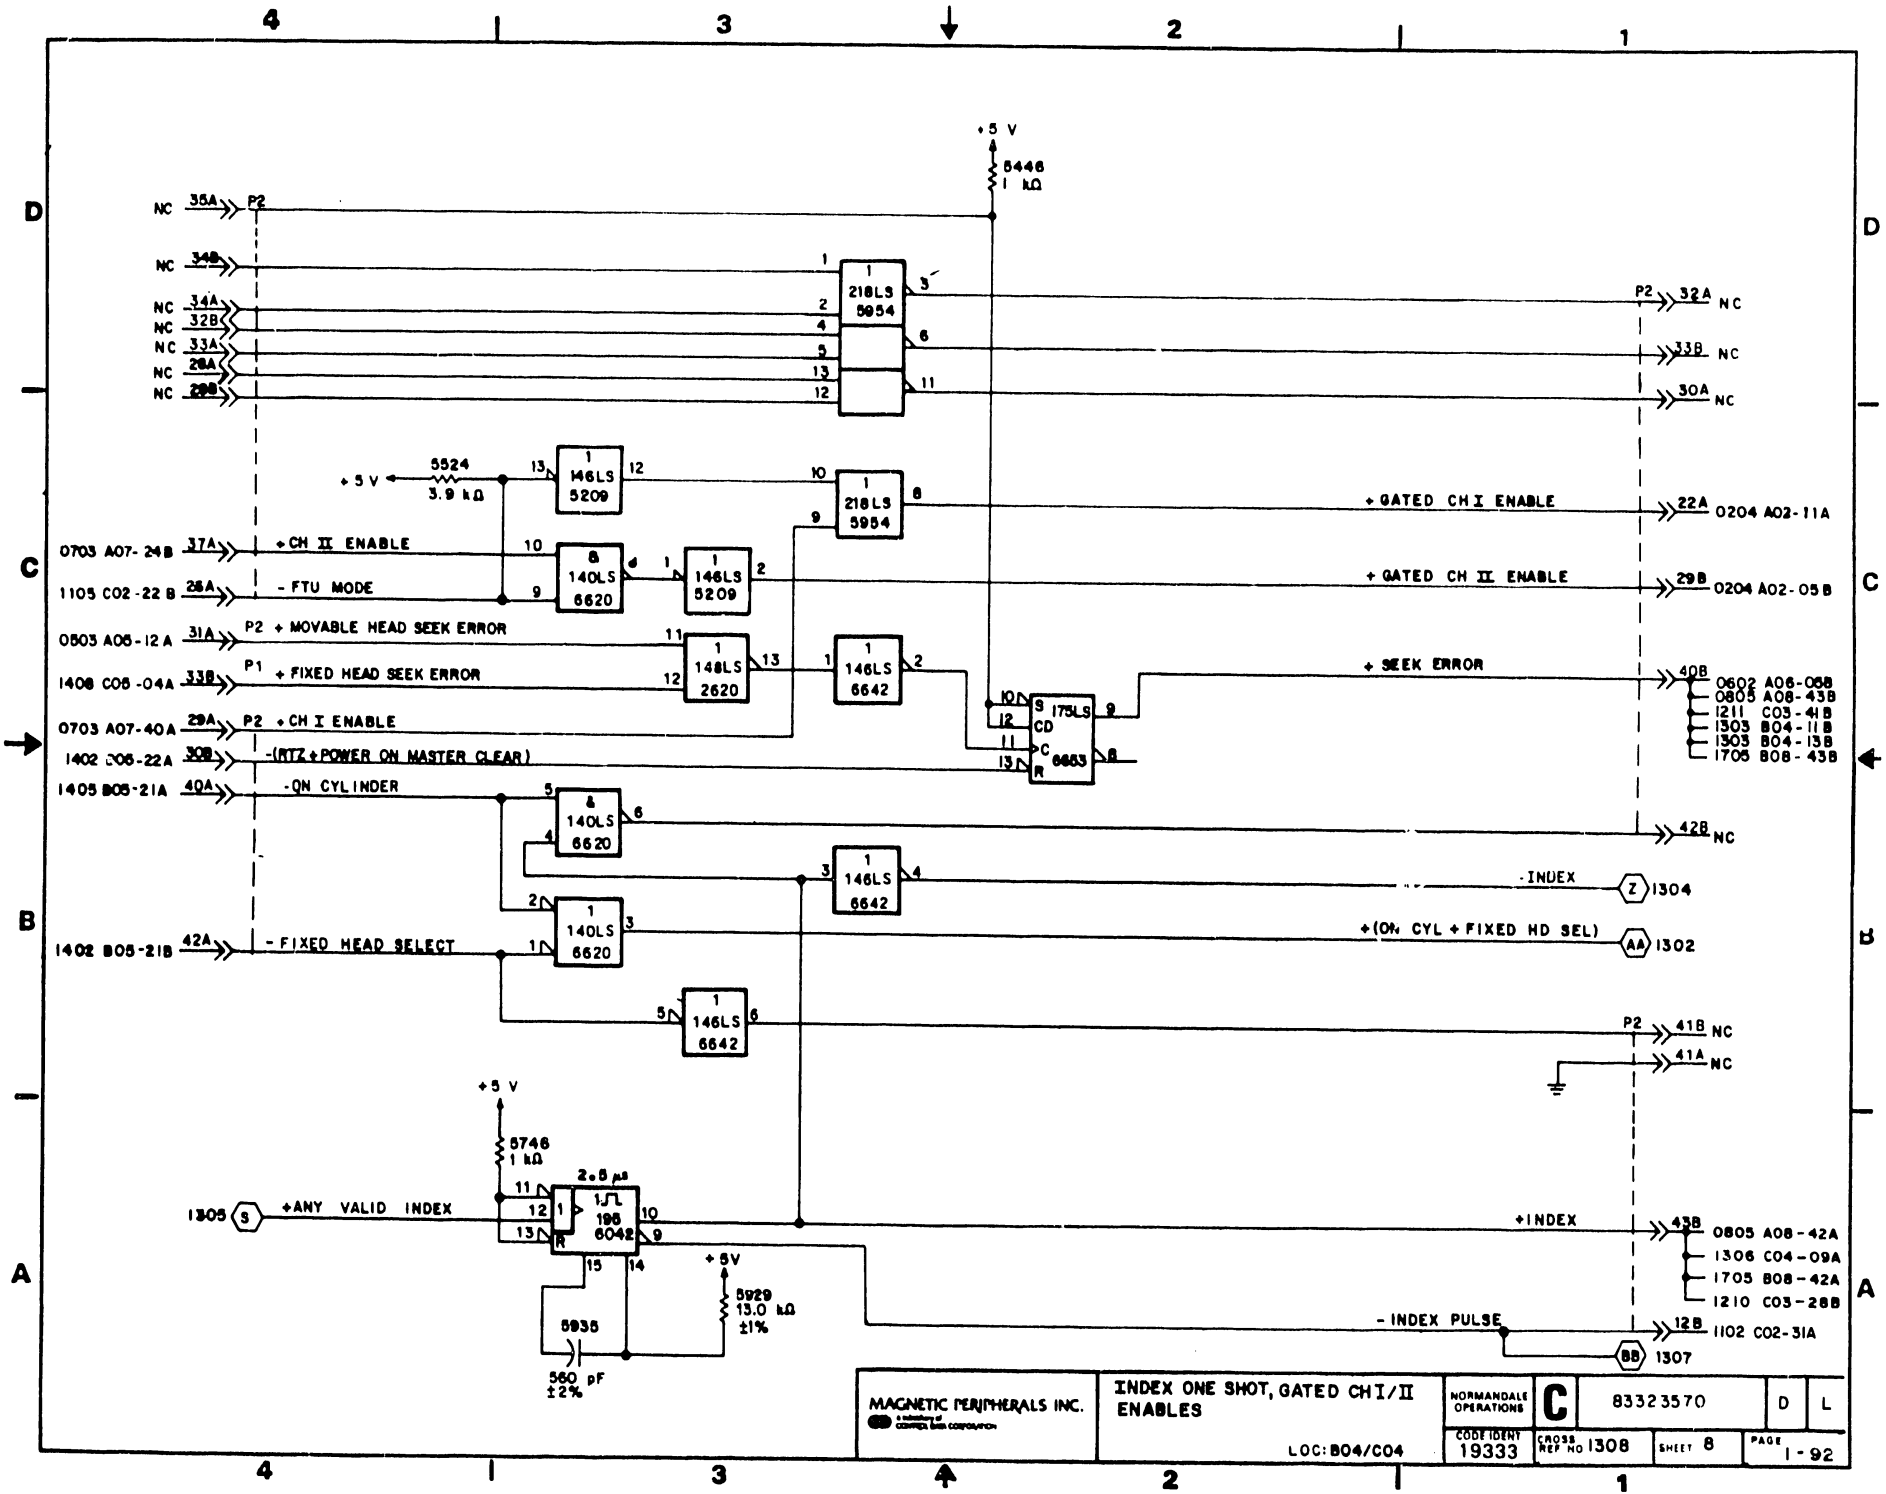 4 3 2 1
+5 V
5446
1 kΩ
D
NC 35A P2
D
NC 34B 1
1
218LS
5954
3
NC 34A 2
P2 32A NC
NC 32B 4
6
NC 33A 5
33B NC
NC 28A 13
11
NC 28B 12
30A NC
+5 V
5524
3.9 kΩ
13
1
146LS
5209
12
10
1
218LS
5954
8
9
+ GATED CH I ENABLE 22A 0204 A02-11A
C
0703 A07-24B 37A +CH II ENABLE 10
&
140LS
6620
1
1
146LS
5209
2
+ GATED CH II ENABLE 29B 0204 A02-05B
C
1105 C02-22B 26A - FTU MODE 9
0503 A06-12A 31A P2 + MOVABLE HEAD SEEK ERROR 11
1
148LS
2620
13
1
1
146LS
6642
2
+ SEEK ERROR 40B
1408 C05-04A 33B P1 + FIXED HEAD SEEK ERROR 12
0602 A06-05B
0805 A08-43B
1211 C03-41B
1303 B04-11B
1303 B04-13B
1705 B08-43B
10 S 175LS 9
12 CD
11 C
13 R 6653 8
0703 A07-40A 29A P2 +CH I ENABLE
1402 B05-22A 30B -(RTZ+POWER ON MASTER CLEAR)
1405 B05-21A 40A -ON CYLINDER 5
&
140LS
6620
6
4
42B NC
3
1
146LS
6642
4
-INDEX Z 1304
B
2
1
140LS
6620
3
1
+(ON CYL + FIXED HD SEL) AA 1302
B
1402 B05-21B 42A - FIXED HEAD SELECT
5
1
146LS
6642
6
P2 41B NC
41A NC
+5 V
5746
1 kΩ
2.5 µs
1305 S +ANY VALID INDEX
11
12 1 1
13 R
195
6042
10
9
15 14
+INDEX 43B 0805 A08-42A
1306 C04-09A
1705 B08-42A
1210 C03-28B
A
+5V
5929
13.0 kΩ
±1%
A
5935
560 pF
±2%
- INDEX PULSE 12B 1102 C02-31A
BB 1307
MAGNETIC PERIPHERALS INC.
a subsidiary of
CONTROL DATA CORPORATION
INDEX ONE SHOT, GATED CH I/II
ENABLES
LOC: B04/C04
NORMANDALE
OPERATIONS
C
83323570
D
L
CODE IDENT
19333
CROSS
REF NO 1308
SHEET 8
PAGE
1-92
4 3 2 1